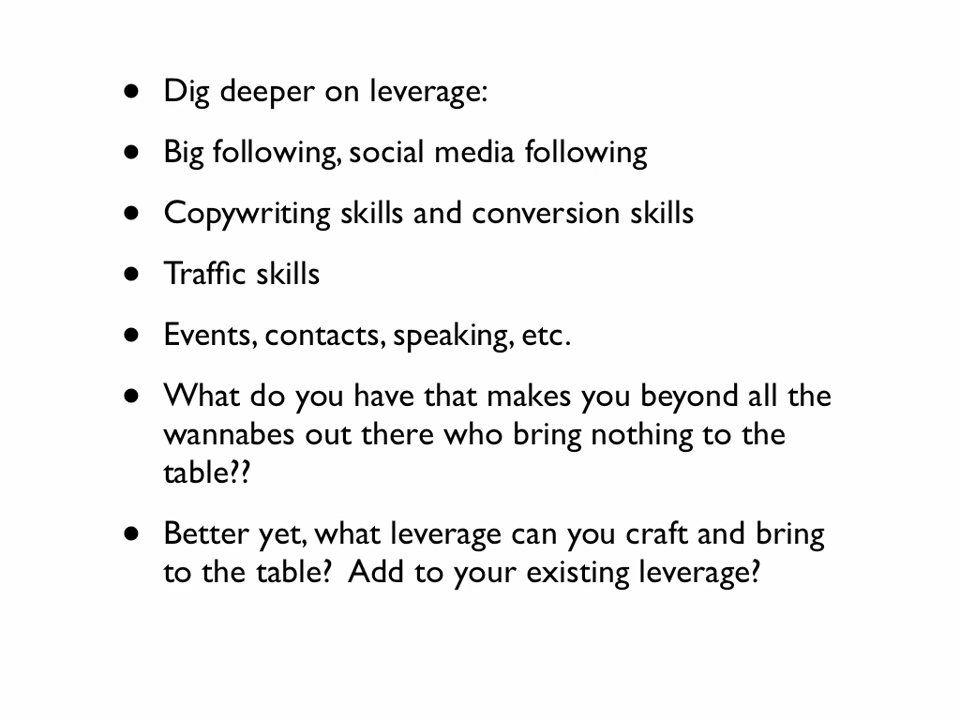 • Dig deeper on leverage:
• Big following, social media following
• Copywriting skills and conversion skills
• Traffic skills
• Events, contacts, speaking, etc.
• What do you have that makes you beyond all the
wannabes out there who bring nothing to the
table??
• Better yet, what leverage can you craft and bring
to the table?  Add to your existing leverage?